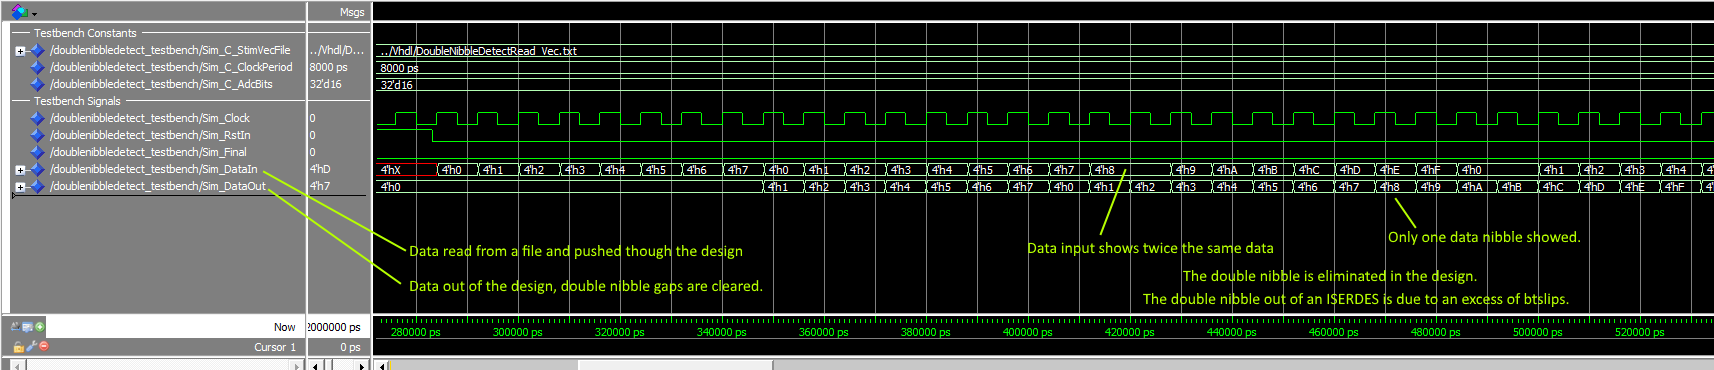 Msgs
Testbench Constants
/doublenibbledetect_testbench/Sim_C_StimVecFile ../Vhdl/D... ../Vhdl/DoubleNibbleDetectRead_Vec.txt
/doublenibbledetect_testbench/Sim_C_ClockPeriod 8000 ps 8000 ps
/doublenibbledetect_testbench/Sim_C_AdcBits 32'd16 32'd16
Testbench Signals
/doublenibbledetect_testbench/Sim_Clock 0
/doublenibbledetect_testbench/Sim_RstIn 0
/doublenibbledetect_testbench/Sim_Final 0
/doublenibbledetect_testbench/Sim_DataIn 4'hD 4'hX 4'h0 4'h1 4'h2 4'h3 4'h4 4'h5 4'h6 4'h7 4'h0 4'h1 4'h2 4'h3 4'h4 4'h5 4'h6 4'h7 4'h8 4'h9 4'hA 4'hB 4'hC 4'hD 4'hE 4'hF 4'h0 4'h1 4'h2 4'h3 4'h4
/doublenibbledetect_testbench/Sim_DataOut 4'h7 4'h0 4'h1 4'h2 4'h3 4'h4 4'h5 4'h6 4'h7 4'h0 4'h1 4'h2 4'h3 4'h4 4'h5 4'h6 4'h7 4'h8 4'h9 4'hA 4'hB 4'hC 4'hD 4'hE 4'hF
Data read from a file and pushed though the design
Data input shows twice the same data
Only one data nibble showed.
Data out of the design, double nibble gaps are cleared.
The double nibble is eliminated in the design.
The double nibble out of an ISERDES is due to an excess of btslips.
Now 2000000 ps 280000 ps 300000 ps 320000 ps 340000 ps 360000 ps 380000 ps 400000 ps 420000 ps 440000 ps 460000 ps 480000 ps 500000 ps 520000 ps
Cursor 1 0 ps